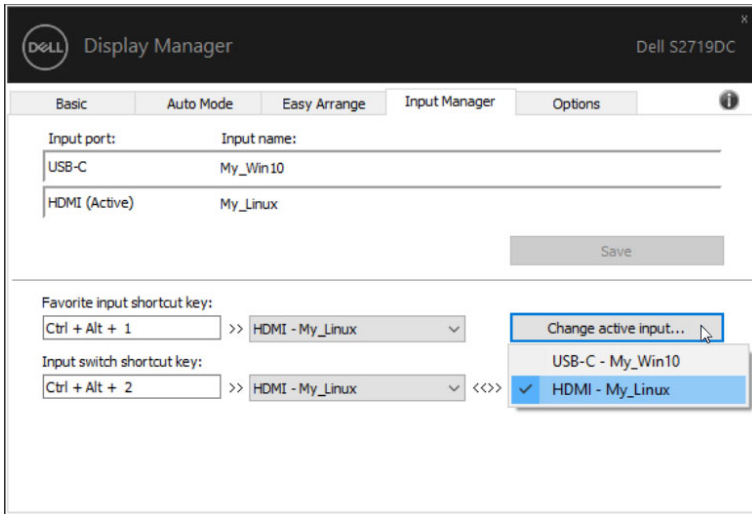 x
DELL Display Manager Dell S2719DC
Basic Auto Mode Easy Arrange Input Manager Options i
Input port: Input name:
USB-C My_Win10
HDMI (Active) My_Linux
Save
Favorite input shortcut key:
Ctrl + Alt + 1 >> HDMI - My_Linux Change active input...
USB-C - My_Win10
Input switch shortcut key:
Ctrl + Alt + 2 >> HDMI - My_Linux <<>> HDMI - My_Linux